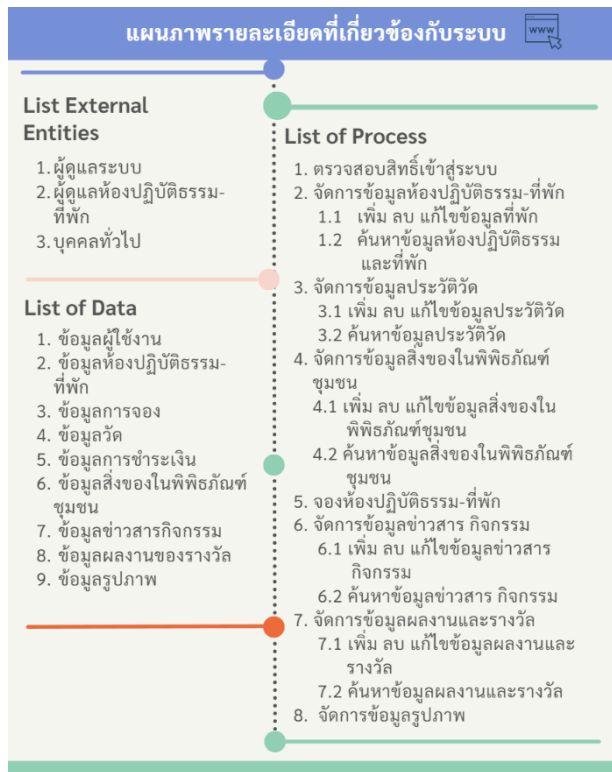 แผนภาพรายละเอียดที่เกี่ยวข้องกับระบบ
www
List External
Entities
1. ผู้ดูแลระบบ
2. ผู้ดูแลห้องปฏิบัติธรรม-
ที่พัก
3. บุคคลทั่วไป
List of Data
1. ข้อมูลผู้ใช้งาน
2. ข้อมูลห้องปฏิบัติธรรม-
ที่พัก
3. ข้อมูลการจอง
4. ข้อมูลวัด
5. ข้อมูลการชำระเงิน
6. ข้อมูลสิ่งของในพิพิธภัณฑ์
ชุมชน
7. ข้อมูลข่าวสารกิจกรรม
8. ข้อมูลผลงานของรางวัล
9. ข้อมูลรูปภาพ
List of Process
1. ตรวจสอบสิทธิ์เข้าสู่ระบบ
2. จัดการข้อมูลห้องปฏิบัติธรรม-ที่พัก
1.1 เพิ่ม ลบ แก้ไขข้อมูลที่พัก
1.2 ค้นหาข้อมูลห้องปฏิบัติธรรม
และที่พัก
3. จัดการข้อมูลประวัติวัด
3.1 เพิ่ม ลบ แก้ไขข้อมูลประวัติวัด
3.2 ค้นหาข้อมูลประวัติวัด
4. จัดการข้อมูลสิ่งของในพิพิธภัณฑ์
ชุมชน
4.1 เพิ่ม ลบ แก้ไขข้อมูลสิ่งของใน
พิพิธภัณฑ์ชุมชน
4.2 ค้นหาข้อมูลสิ่งของในพิพิธภัณฑ์
ชุมชน
5. จองห้องปฏิบัติธรรม-ที่พัก
6. จัดการข้อมูลข่าวสาร กิจกรรม
6.1 เพิ่ม ลบ แก้ไขข้อมูลข่าวสาร
กิจกรรม
6.2 ค้นหาข้อมูลข่าวสาร กิจกรรม
7. จัดการข้อมูลผลงานและรางวัล
7.1 เพิ่ม ลบ แก้ไขข้อมูลผลงานและ
รางวัล
7.2 ค้นหาข้อมูลผลงานและรางวัล
8. จัดการข้อมูลรูปภาพ